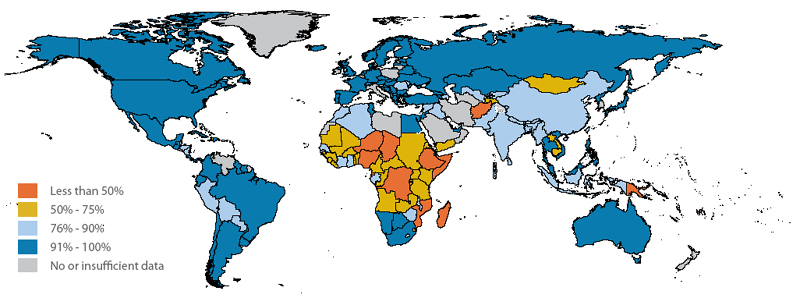 Less than 50%
50% - 75%
76% - 90%
91% - 100%
No or insufficient data